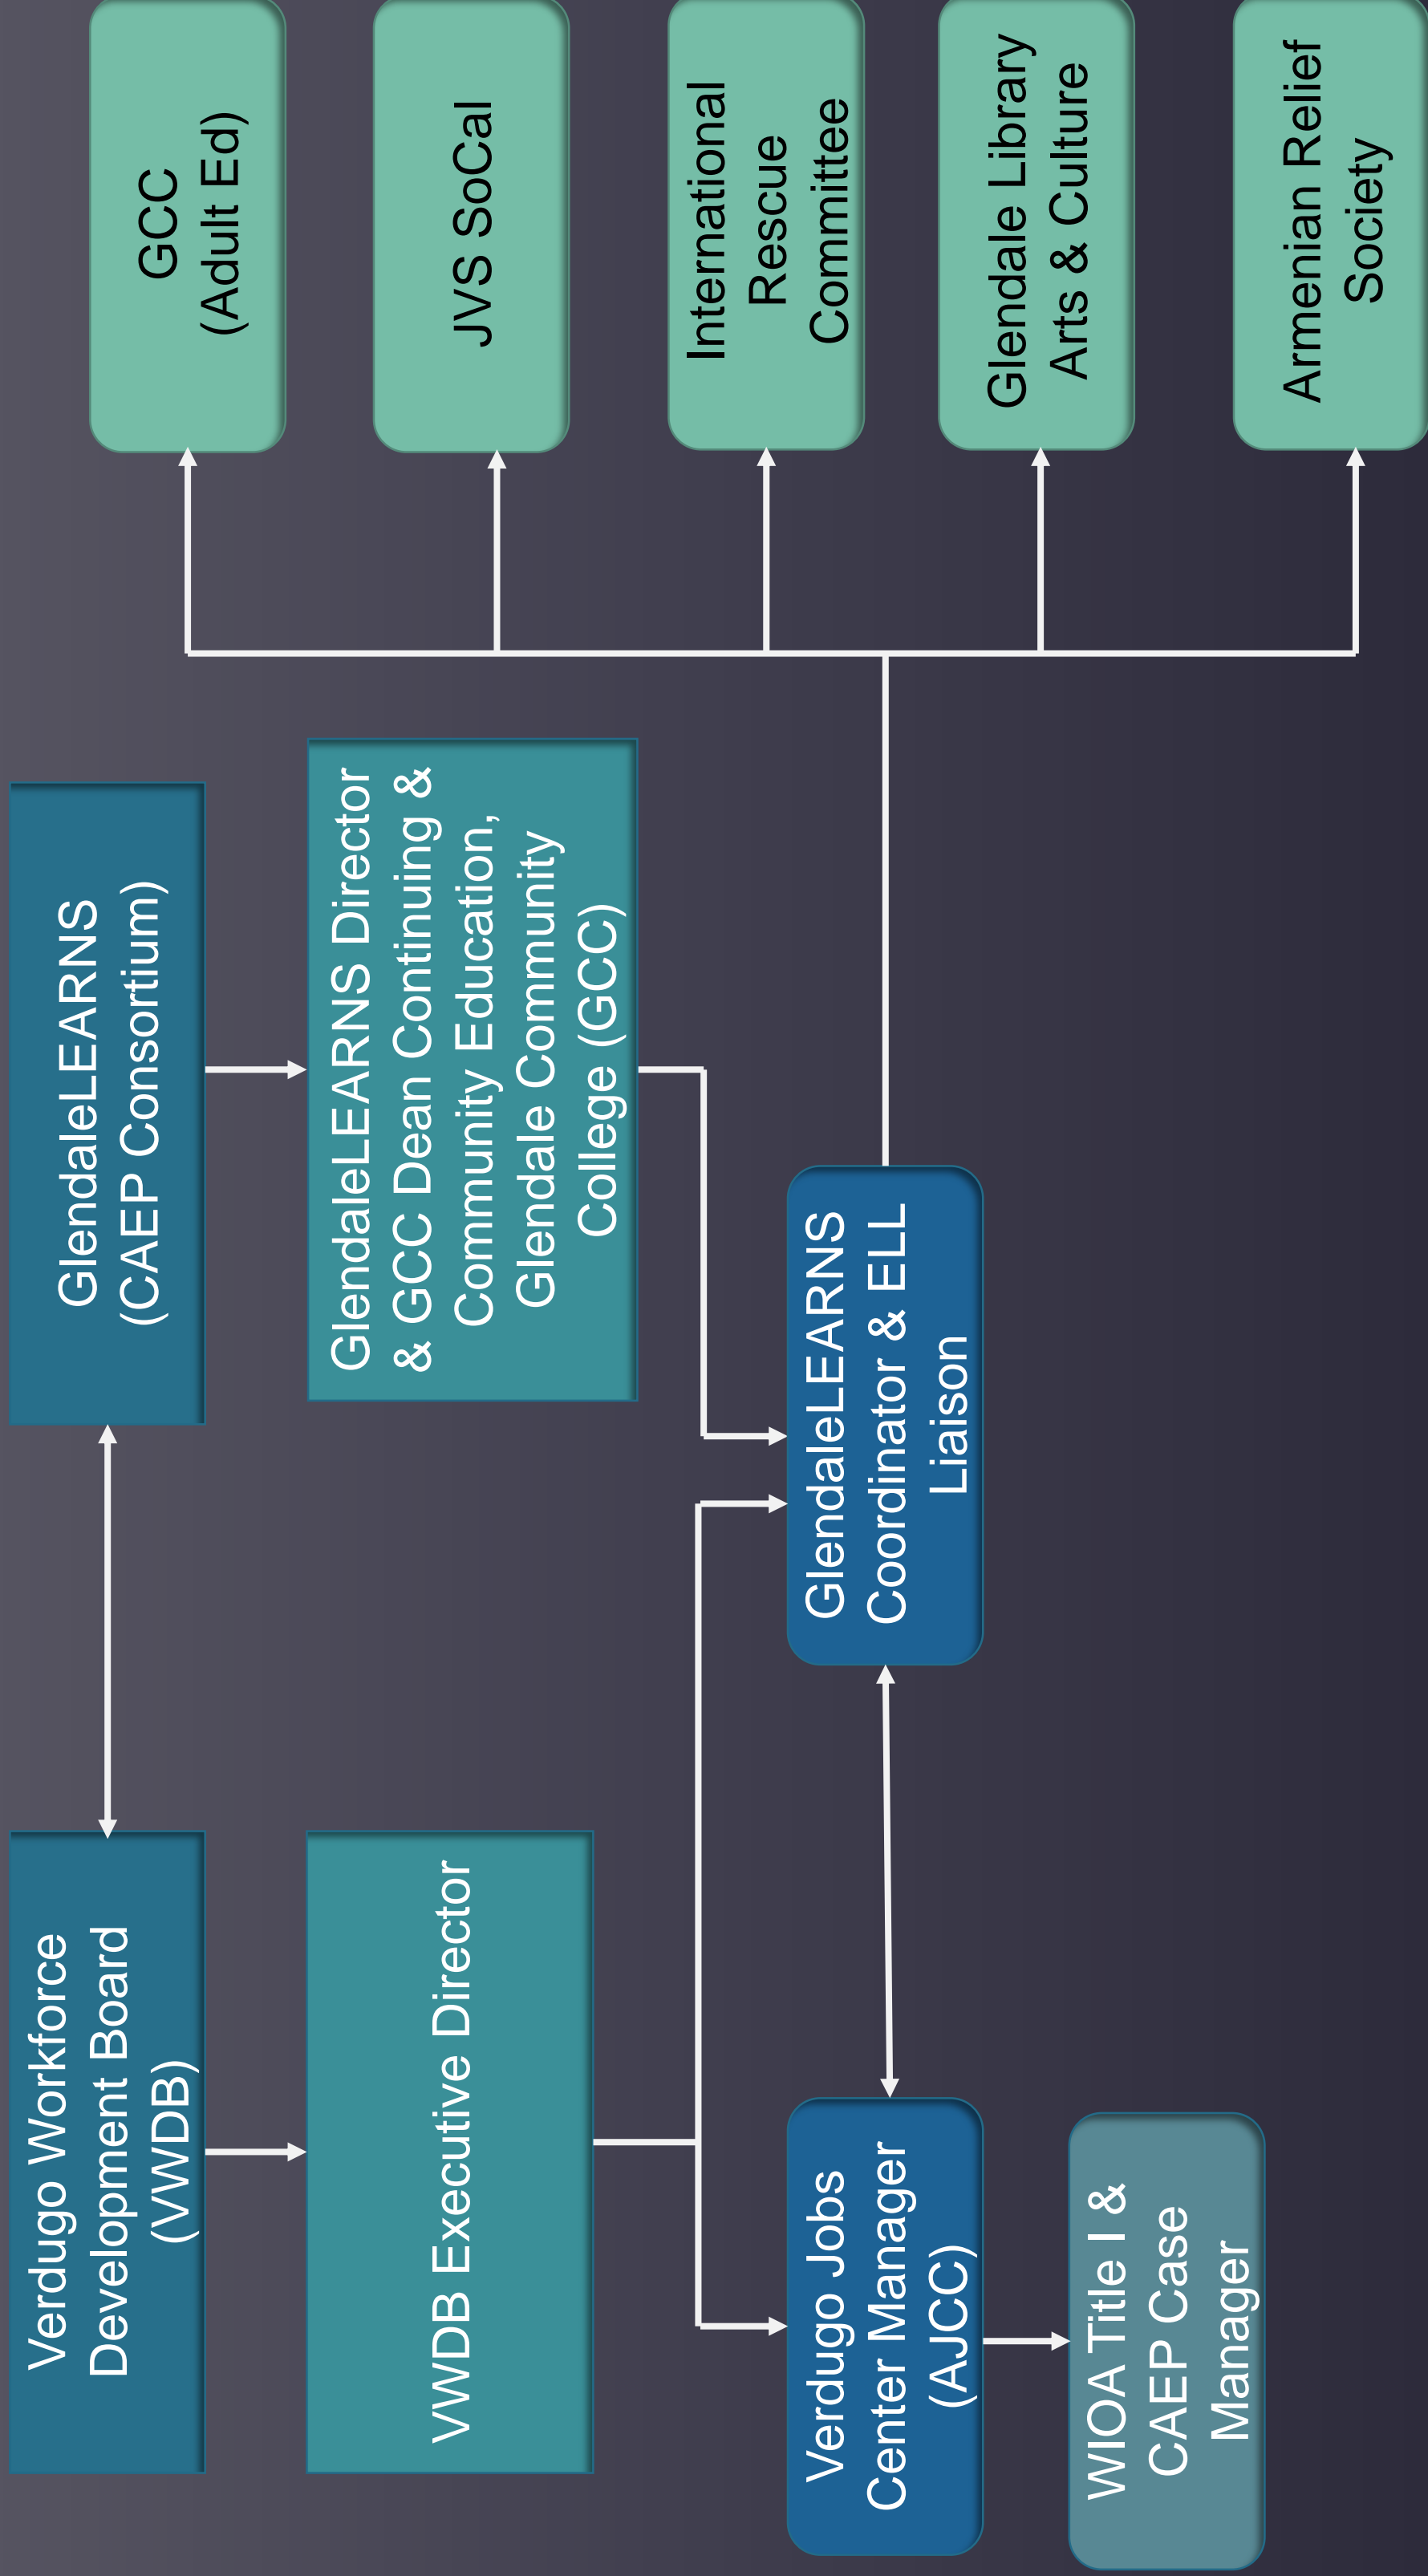 Verdugo Workforce
Development Board
(VWDB)
GlendaleLEARNS
(CAEP Consortium)
VWDB Executive Director
GlendaleLEARNS Director
& GCC Dean Continuing &
Community Education,
Glendale Community
College (GCC)
Verdugo Jobs
Center Manager
(AJCC)
GlendaleLEARNS
Coordinator & ELL
Liaison
WIOA Title I &
CAEP Case
Manager
GCC
(Adult Ed)
JVS SoCal
International
Rescue
Committee
Glendale Library
Arts & Culture
Armenian Relief
Society